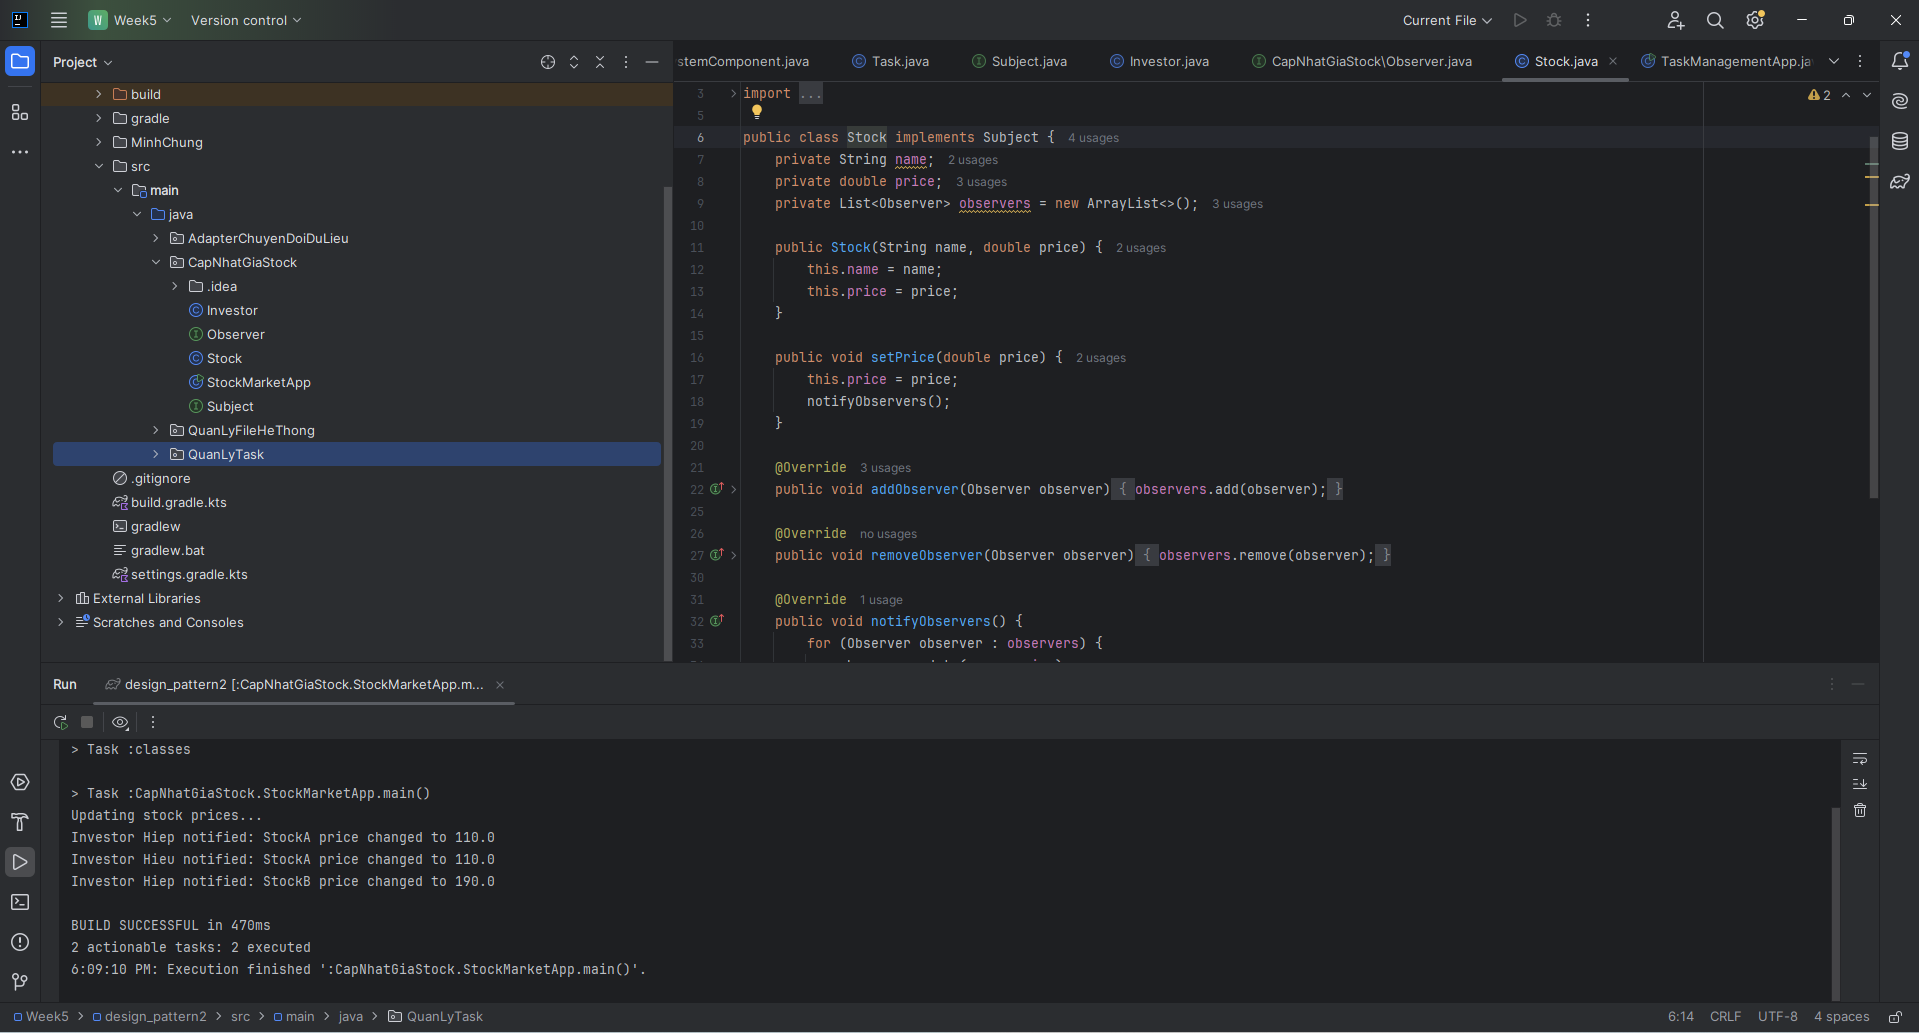 W Week5 Version control Current File
Project
build
gradle
MinhChung
src
main
java
AdapterChuyenDoiDuLieu
CapNhatGiaStock
.idea
Investor
Observer
Stock
StockMarketApp
Subject
QuanLyFileHeThong
QuanLyTask
.gitignore
build.gradle.kts
gradlew
gradlew.bat
settings.gradle.kts
External Libraries
Scratches and Consoles
stemComponent.java Task.java Subject.java Investor.java CapNhatGiaStock\Observer.java Stock.java TaskManagementApp.ja
2
3 import ...
5
6 public class Stock implements Subject { 4 usages
7 private String name; 2 usages
8 private double price; 3 usages
9 private List<Observer> observers = new ArrayList<>(); 3 usages
10
11 public Stock(String name, double price) { 2 usages
12 this.name = name;
13 this.price = price;
14 }
15
16 public void setPrice(double price) { 2 usages
17 this.price = price;
18 notifyObservers();
19 }
20
21 @Override 3 usages
22 public void addObserver(Observer observer) { observers.add(observer); }
25
26 @Override no usages
27 public void removeObserver(Observer observer) { observers.remove(observer); }
30
31 @Override 1 usage
32 public void notifyObservers() {
33 for (Observer observer : observers) {
Run design_pattern2 [:CapNhatGiaStock.StockMarketApp.m...
> Task :classes
> Task :CapNhatGiaStock.StockMarketApp.main()
Updating stock prices...
Investor Hiep notified: StockA price changed to 110.0
Investor Hieu notified: StockA price changed to 110.0
Investor Hiep notified: StockB price changed to 190.0
BUILD SUCCESSFUL in 470ms
2 actionable tasks: 2 executed
6:09:10 PM: Execution finished ':CapNhatGiaStock.StockMarketApp.main()'.
Week5 > design_pattern2 > src > main > java > QuanLyTask 6:14 CRLF UTF-8 4 spaces